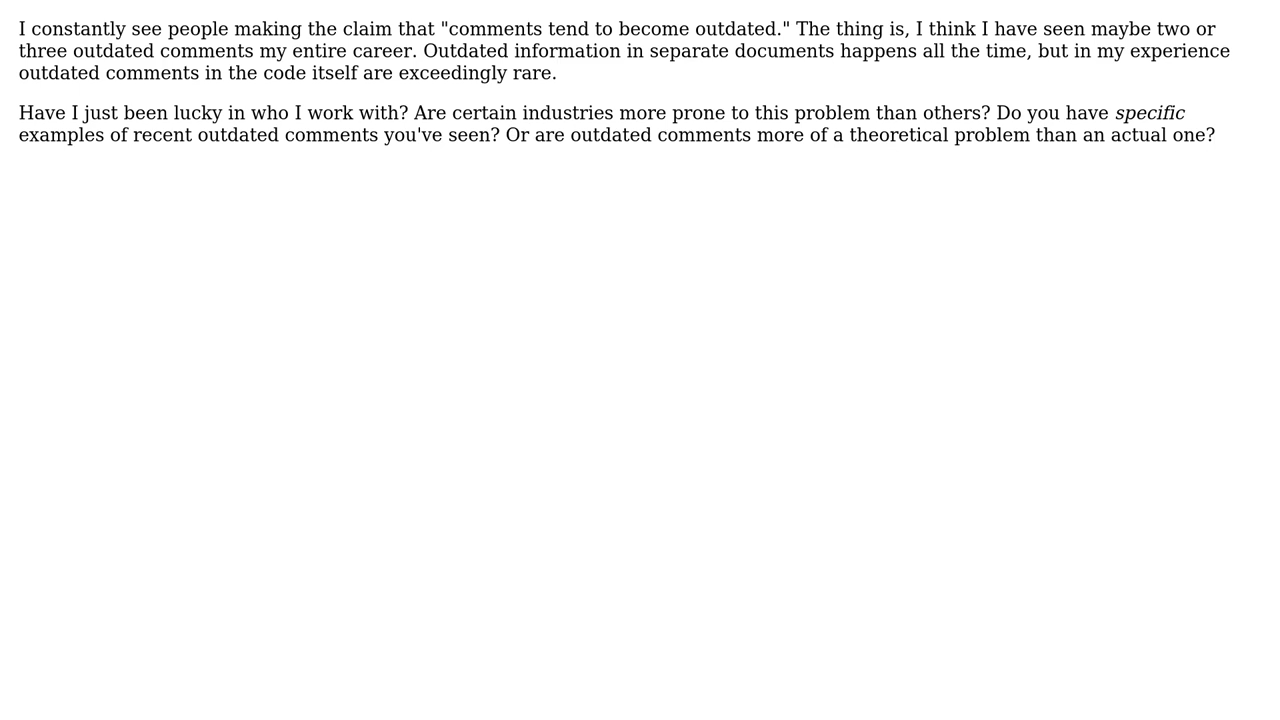 I constantly see people making the claim that "comments tend to become outdated." The thing is, I think I have seen maybe two or
three outdated comments my entire career. Outdated information in separate documents happens all the time, but in my experience
outdated comments in the code itself are exceedingly rare.
Have I just been lucky in who I work with? Are certain industries more prone to this problem than others? Do you have specific
examples of recent outdated comments you've seen? Or are outdated comments more of a theoretical problem than an actual one?